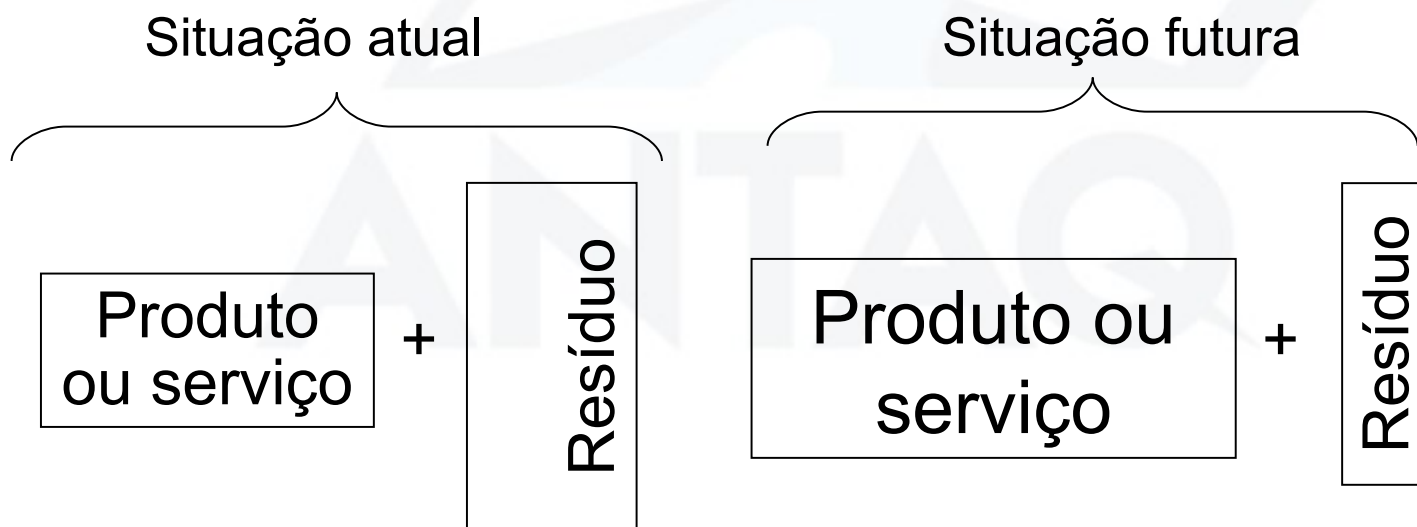 Situação atual
Situação futura
Produto
ou serviço
+
Resíduo
Produto ou
serviço
+
Resíduo
ANTAQ